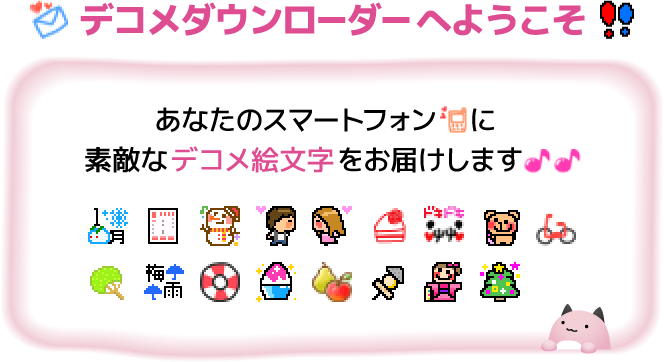 デコメダウンローダーへようこそ
あなたのスマートフォンに
素敵なデコメ絵文字をお届けします
月
ドキドキ
梅雨